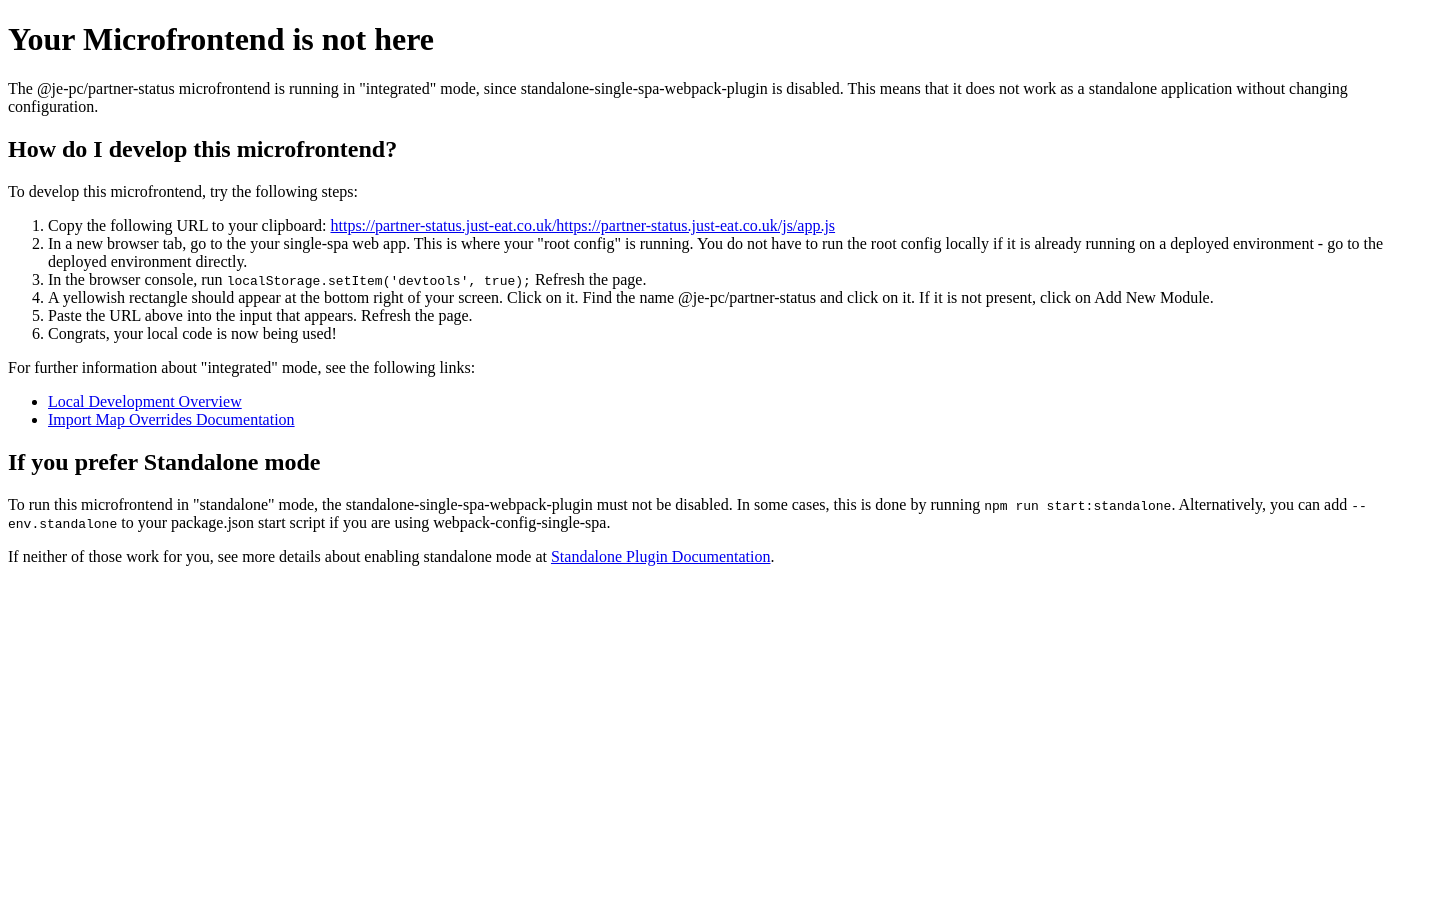 Your Microfrontend is not here
The @je-pc/partner-status microfrontend is running in "integrated" mode, since standalone-single-spa-webpack-plugin is disabled. This means that it does not work as a standalone application without changing
configuration.
How do I develop this microfrontend?
To develop this microfrontend, try the following steps:
1. Copy the following URL to your clipboard: https://partner-status.just-eat.co.uk/https://partner-status.just-eat.co.uk/js/app.js
2. In a new browser tab, go to the your single-spa web app. This is where your "root config" is running. You do not have to run the root config locally if it is already running on a deployed environment - go to the
deployed environment directly.
3. In the browser console, run localStorage.setItem('devtools', true); Refresh the page.
4. A yellowish rectangle should appear at the bottom right of your screen. Click on it. Find the name @je-pc/partner-status and click on it. If it is not present, click on Add New Module.
5. Paste the URL above into the input that appears. Refresh the page.
6. Congrats, your local code is now being used!
For further information about "integrated" mode, see the following links:
• Local Development Overview
• Import Map Overrides Documentation
If you prefer Standalone mode
To run this microfrontend in "standalone" mode, the standalone-single-spa-webpack-plugin must not be disabled. In some cases, this is done by running npm run start:standalone. Alternatively, you can add --
env.standalone to your package.json start script if you are using webpack-config-single-spa.
If neither of those work for you, see more details about enabling standalone mode at Standalone Plugin Documentation.